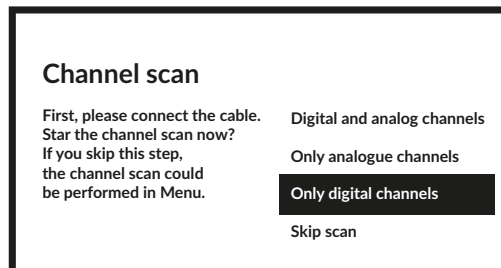 Channel scan
First, please connect the cable.
Star the channel scan now?
If you skip this step,
the channel scan could
be performed in Menu.
Digital and analog channels
Only analogue channels
Only digital channels
Skip scan